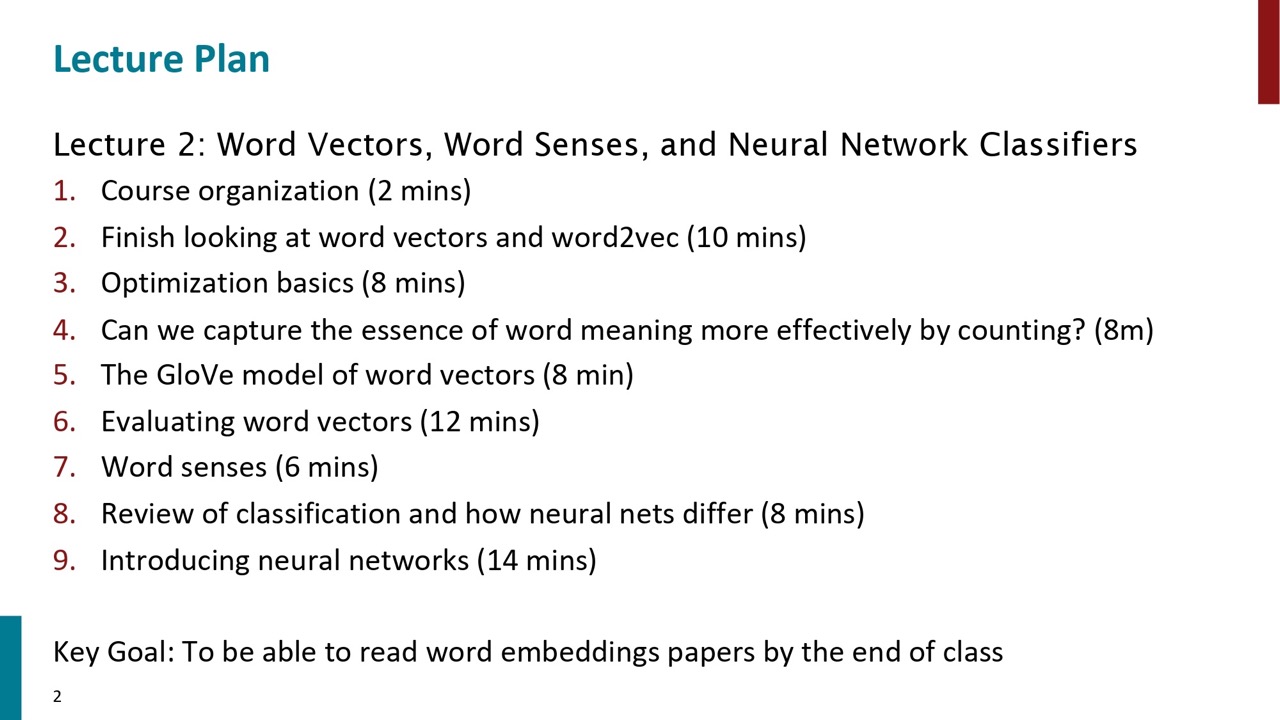 Lecture Plan
Lecture 2: Word Vectors, Word Senses, and Neural Network Classifiers
1. Course organization (2 mins)
2. Finish looking at word vectors and word2vec (10 mins)
3. Optimization basics (8 mins)
4. Can we capture the essence of word meaning more effectively by counting? (8m)
5. The GloVe model of word vectors (8 min)
6. Evaluating word vectors (12 mins)
7. Word senses (6 mins)
8. Review of classification and how neural nets differ (8 mins)
9. Introducing neural networks (14 mins)
Key Goal: To be able to read word embeddings papers by the end of class
2